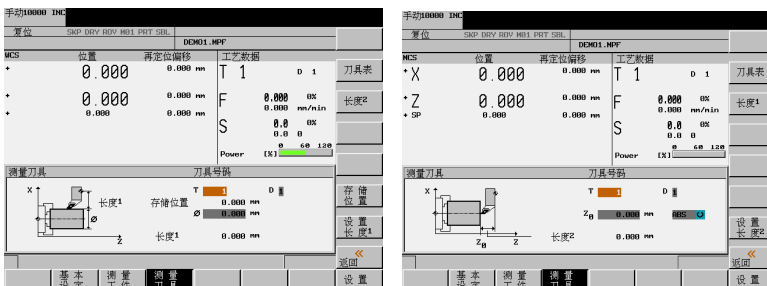 手动10000 INC
复位 SKP DRY ROV M01 PRT SBL
DEMO1.MPF
WCS 位置 再定位偏移 工艺数据
+ 0.000 0.000 mm T 1 D 1
刀具表
+ 0.000 0.000 mm F 0.000 0%
长度2
+ 0.000 0.000 mm 0.000 mm/min
S 0.0 0%
0.0 0
0 60 120
Power [%]
测量刀具 刀具号码
X T 1 D 1
长度1 存储位置 0.000 mm
存储位置
Ø Ø 0.000 mm
设置长度1
Z 长度1 0.000 mm
«返回
基本 测量 测量刀具 设置
手动10000 INC
复位 SKP DRY ROV M01 PRT SBL
DEMO1.MPF
MCS 位置 再定位偏移 工艺数据
+X 0.000 0.000 mm T 1 D 1
刀具表
+Z 0.000 0.000 mm F 0.000 0%
长度1
+SP 0.000 0.000 mm 0.000 mm/min
S 0.0 0%
0.0 0
0 60 120
Power [%]
测量刀具 刀具号码
X T 1 D 1
Z0 0.000 mm ABS
设置长度2
Z0 Z 长度2 0.000 mm
«返回
基本 测量 测量刀具 设置